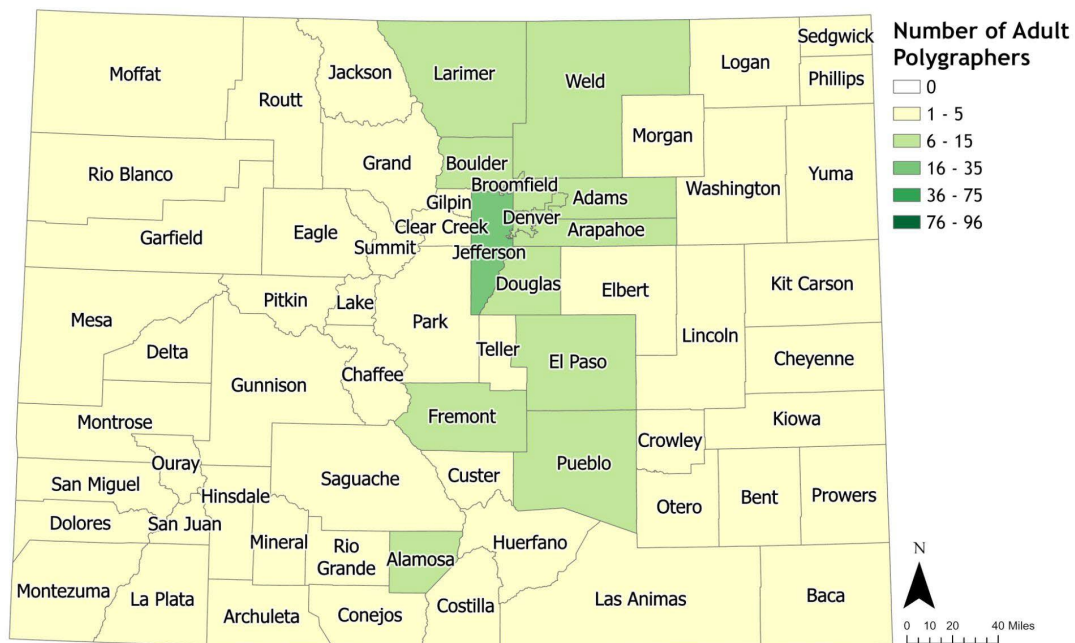 Number of Adult
Polygraphers
0
1 - 5
6 - 15
16 - 35
36 - 75
76 - 96
Moffat
Routt
Jackson
Larimer
Weld
Logan
Sedgwick
Phillips
Morgan
Rio Blanco
Grand
Boulder
Broomfield
Washington
Yuma
Gilpin
Adams
Denver
Clear Creek
Arapahoe
Garfield
Eagle
Summit
Jefferson
Douglas
Elbert
Kit Carson
Pitkin
Lake
Park
Mesa
Lincoln
Delta
Teller
El Paso
Cheyenne
Gunnison
Chaffee
Fremont
Montrose
Kiowa
Crowley
Ouray
Pueblo
San Miguel
Saguache
Custer
Hinsdale
Otero
Bent
Prowers
Dolores
San Juan
Mineral
Rio
Grande
Alamosa
Huerfano
Montezuma
La Plata
Archuleta
Conejos
Costilla
Las Animas
Baca
N
0 10 20 40 Miles